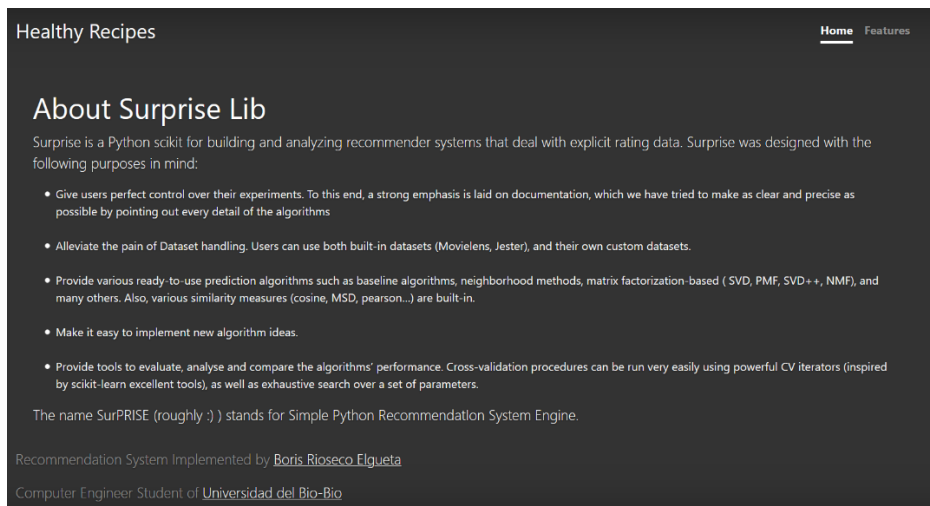 Healthy Recipes
Home Features
About Surprise Lib
Surprise is a Python scikit for building and analyzing recommender systems that deal with explicit rating data. Surprise was designed with the
following purposes in mind:
• Give users perfect control over their experiments. To this end, a strong emphasis is laid on documentation, which we have tried to make as clear and precise as
possible by pointing out every detail of the algorithms
• Alleviate the pain of Dataset handling. Users can use both built-in datasets (Movielens, Jester), and their own custom datasets.
• Provide various ready-to-use prediction algorithms such as baseline algorithms, neighborhood methods, matrix factorization-based ( SVD, PMF, SVD++, NMF), and
many others. Also, various similarity measures (cosine, MSD, pearson...) are built-in.
• Make it easy to implement new algorithm ideas.
• Provide tools to evaluate, analyse and compare the algorithms' performance. Cross-validation procedures can be run very easily using powerful CV iterators (inspired
by scikit-learn excellent tools), as well as exhaustive search over a set of parameters.
The name SurPRISE (roughly :) ) stands for Simple Python RecommendatIon System Engine.
Recommendation System Implemented by Boris Rioseco Elgueta
Computer Engineer Student of Universidad del Bio-Bio